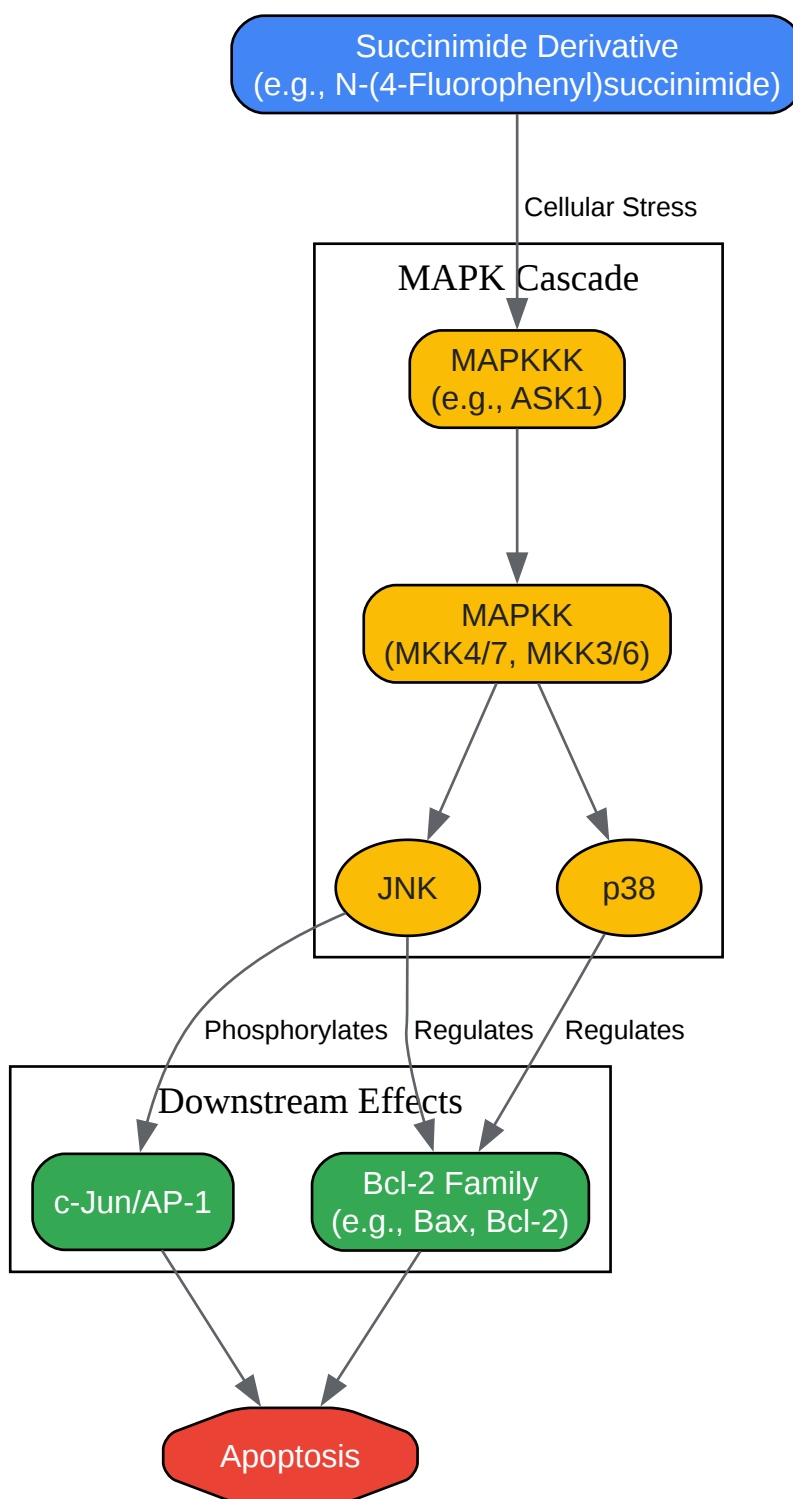 Succinimide Derivative
(e.g., N-(4-Fluorophenyl)succinimide)
Cellular Stress
MAPK Cascade
MAPKKK
(e.g., ASK1)
MAPKK
(MKK4/7, MKK3/6)
JNK
p38
Phosphorylates
Regulates
Regulates
Downstream Effects
c-Jun/AP-1
Bcl-2 Family
(e.g., Bax, Bcl-2)
Apoptosis